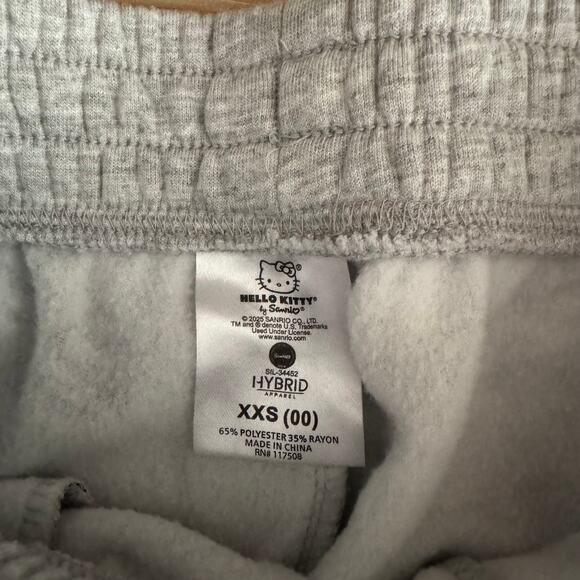 HELLO KITTY®
by Sanrio®
© 2025 SANRIO CO., LTD.
TM and ® denote U.S. Trademarks
Used Under License.
www.sanrio.com
SIL-34452
HYBRID
APPAREL
XXS (00)
65% POLYESTER 35% RAYON
MADE IN CHINA
RN# 117508